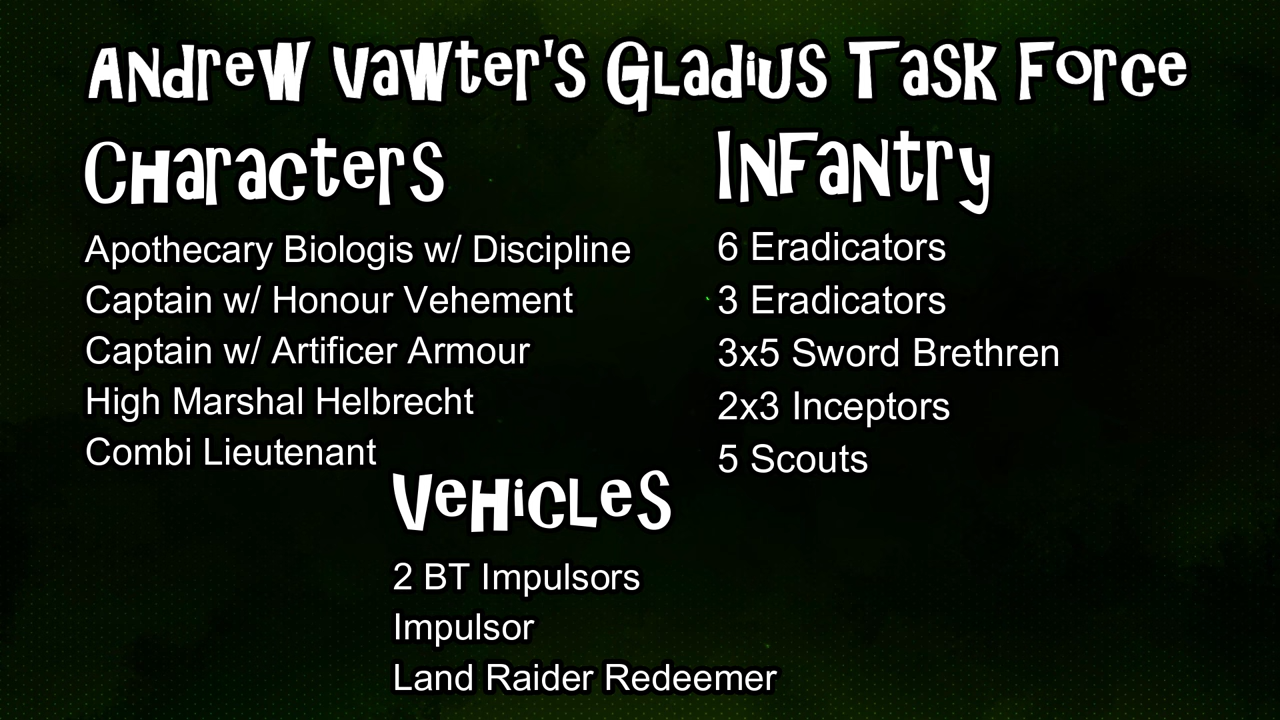 Andrew Vawter's Gladius Task Force
Characters
Apothecary Biologis w/ Discipline
Captain w/ Honour Vehement
Captain w/ Artificer Armour
High Marshal Helbrecht
Combi Lieutenant
Infantry
6 Eradicators
3 Eradicators
3x5 Sword Brethren
2x3 Inceptors
5 Scouts
Vehicles
2 BT Impulsors
Impulsor
Land Raider Redeemer